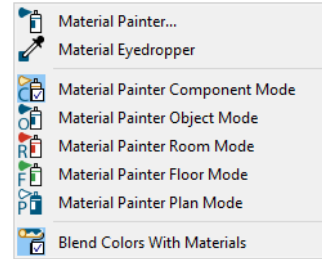 Material Painter...
Material Eyedropper
C Material Painter Component Mode
O Material Painter Object Mode
R Material Painter Room Mode
F Material Painter Floor Mode
P Material Painter Plan Mode
Blend Colors With Materials